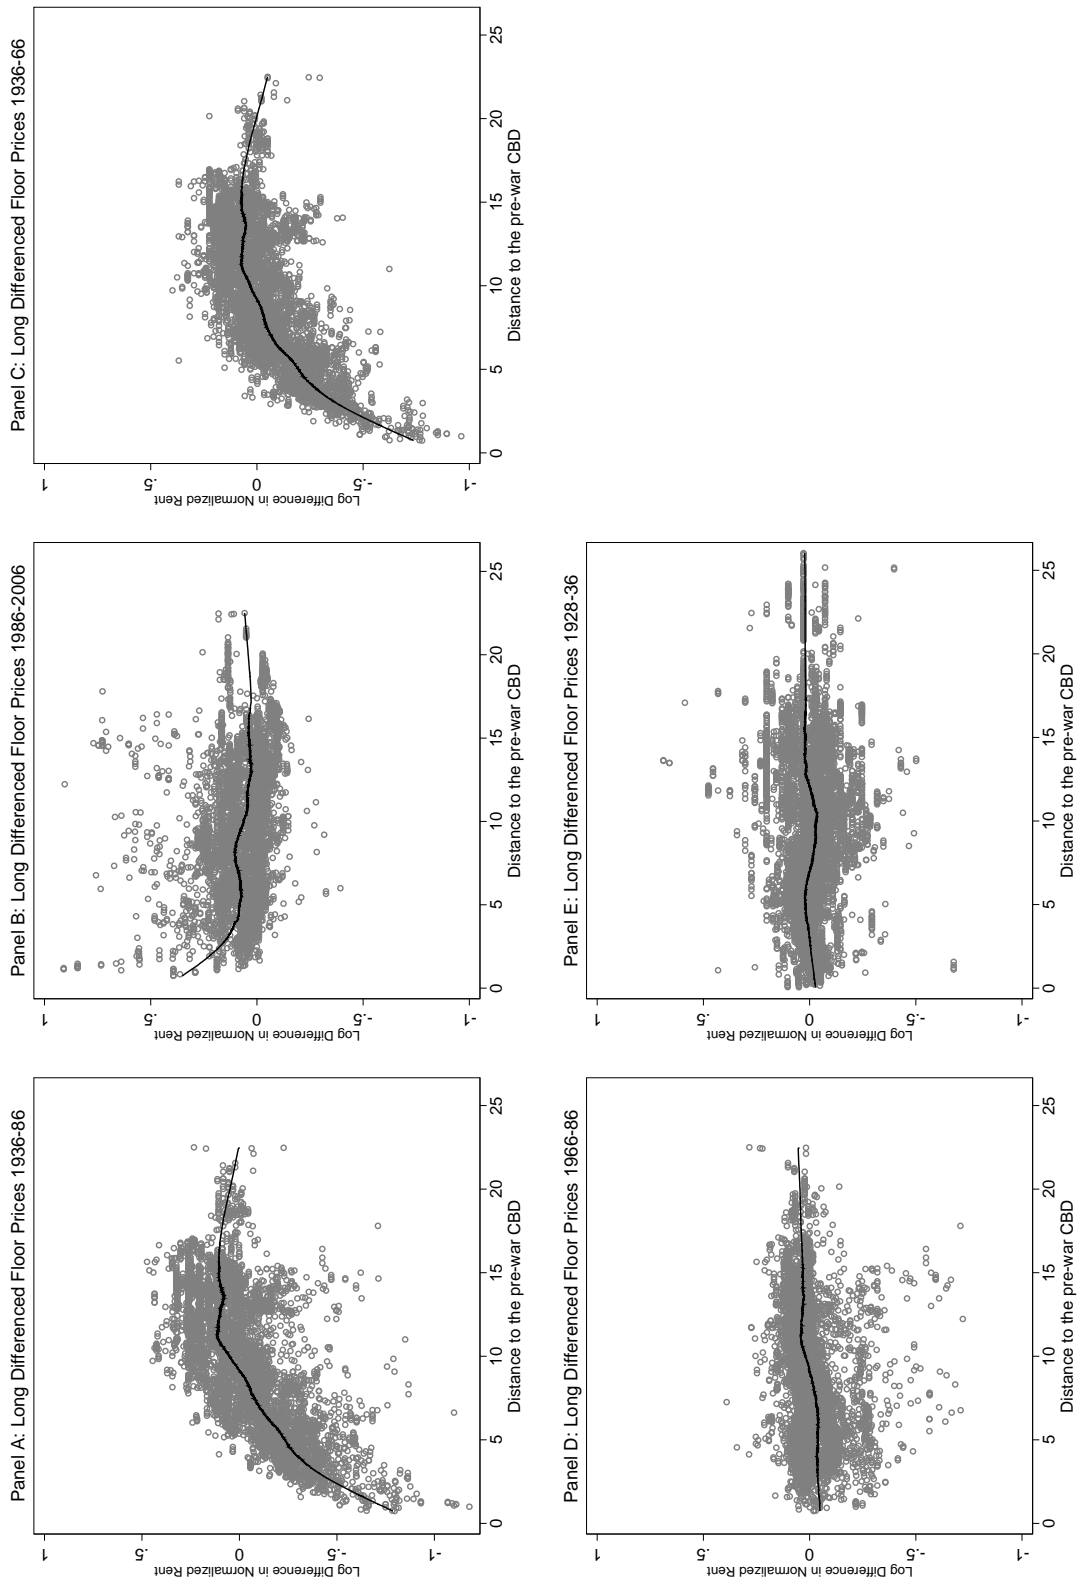 Panel A: Long Differenced Floor Prices 1936-86
Log Difference in Normalized Rent
1
.5
0
-.5
-1
0 5 10 15 20 25
Distance to the pre-war CBD
Panel B: Long Differenced Floor Prices 1986-2006
Log Difference in Normalized Rent
1
.5
0
-.5
-1
0 5 10 15 20 25
Distance to the pre-war CBD
Panel C: Long Differenced Floor Prices 1936-66
Log Difference in Normalized Rent
1
.5
0
-.5
-1
0 5 10 15 20 25
Distance to the pre-war CBD
Panel D: Long Differenced Floor Prices 1966-86
Log Difference in Normalized Rent
1
.5
0
-.5
-1
0 5 10 15 20 25
Distance to the pre-war CBD
Panel E: Long Differenced Floor Prices 1928-36
Log Difference in Normalized Rent
1
.5
0
-.5
-1
0 5 10 15 20 25
Distance to the pre-war CBD